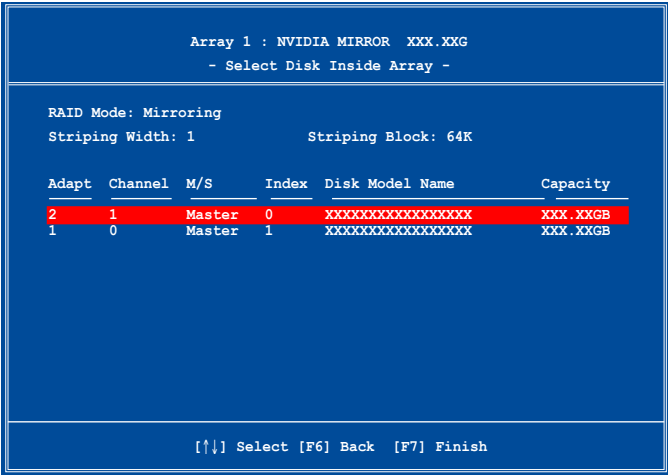 Array 1 : NVIDIA MIRROR  XXX.XXG
- Select Disk Inside Array -
RAID Mode: Mirroring
Striping Width: 1    Striping Block: 64K
Adapt  Channel  M/S  Index  Disk Model Name  Capacity
2  1  Master  0  XXXXXXXXXXXXXXXXX  XXX.XXGB
1  0  Master  1  XXXXXXXXXXXXXXXXX  XXX.XXGB
[↑↓] Select [F6] Back  [F7] Finish